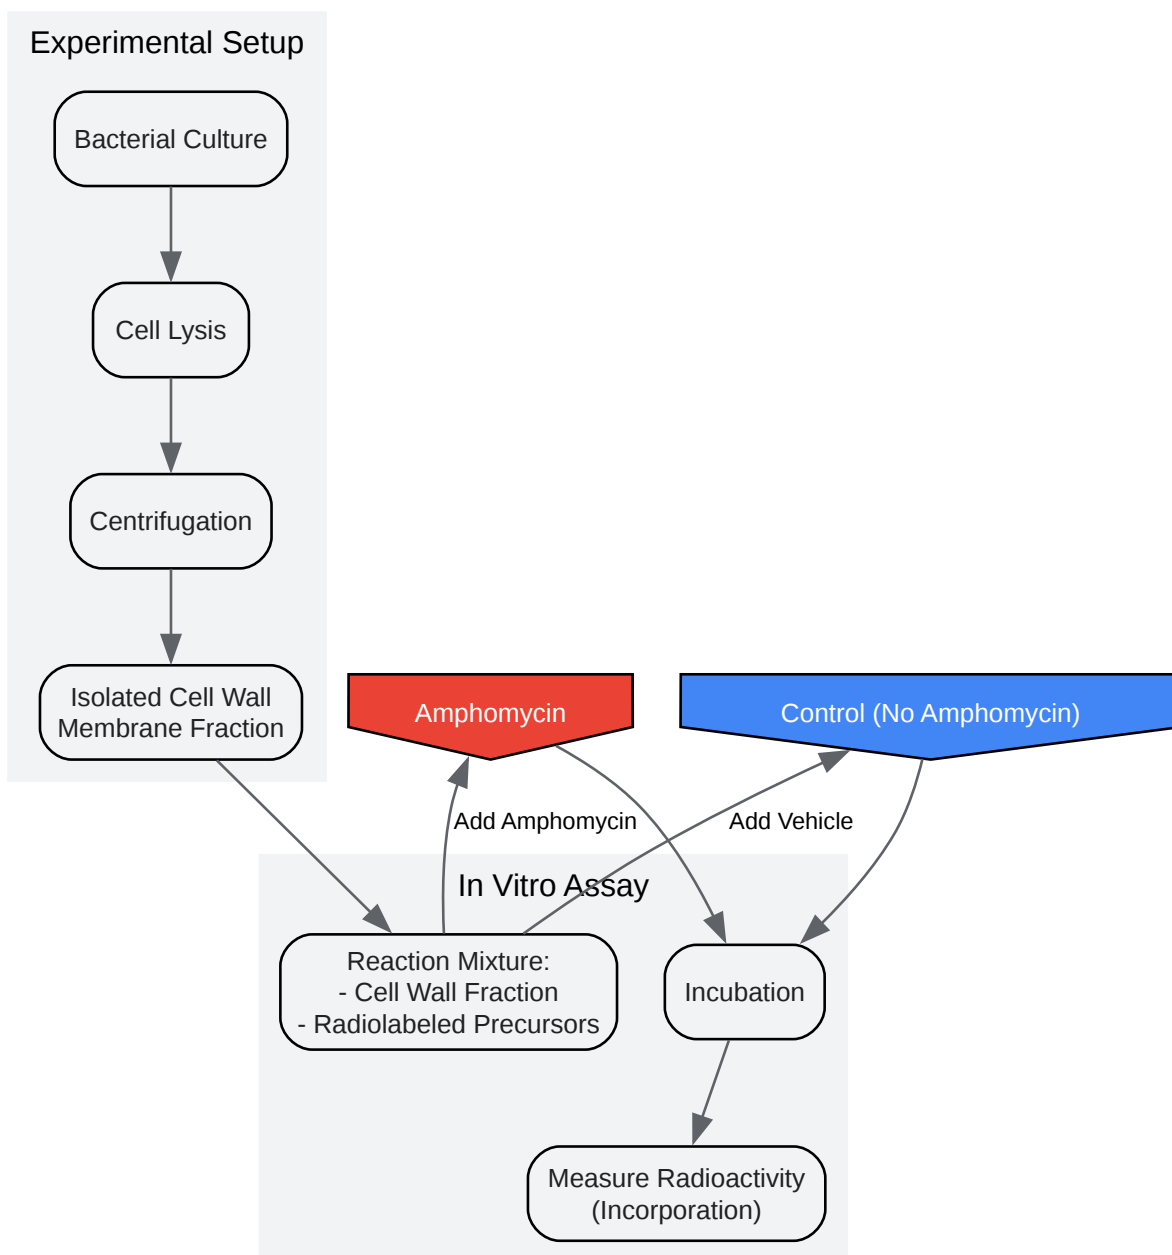 Experimental Setup
Bacterial Culture
Cell Lysis
Centrifugation
Isolated Cell Wall
Membrane Fraction
Amphomycin
Control (No Amphomycin)
Add Amphomycin
Add Vehicle
In Vitro Assay
Reaction Mixture:
- Cell Wall Fraction
- Radiolabeled Precursors
Incubation
Measure Radioactivity
(Incorporation)